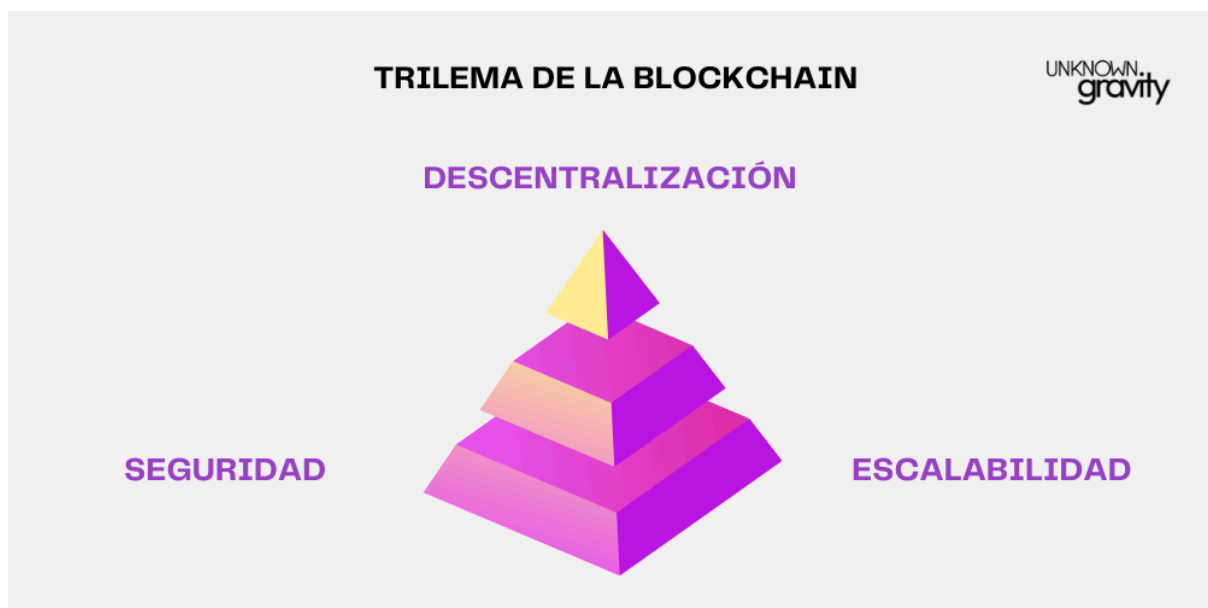 TRILEMA DE LA BLOCKCHAIN
UNKNOWN
gravity
DESCENTRALIZACIÓN
SEGURIDAD
ESCALABILIDAD